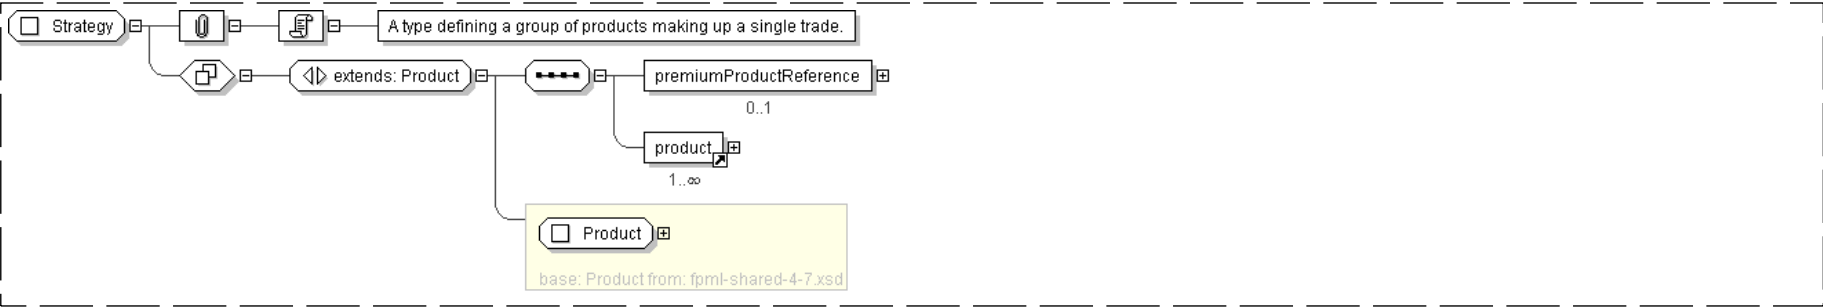 Strategy
A type defining a group of products making up a single trade.
extends: Product
premiumProductReference
0..1
product
1..∞
Product
base: Product from: fpml-shared-4-7.xsd